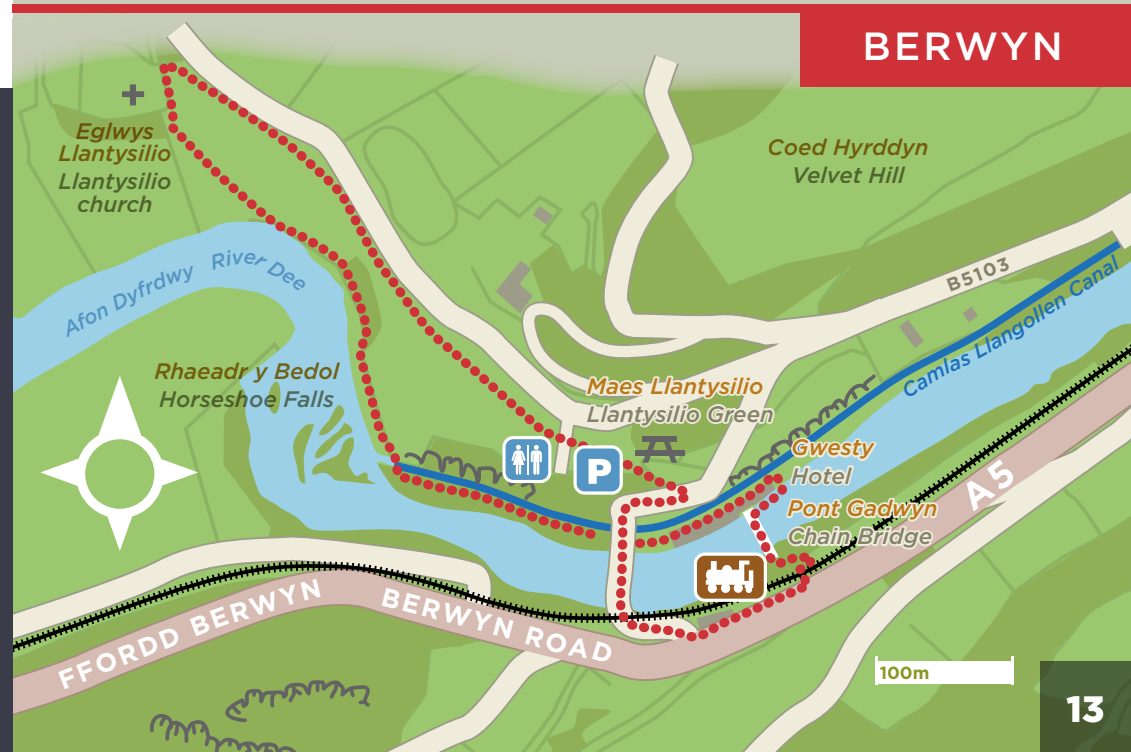 BERWYN
Eglwys
Llantysilio
Llantysilio
church
Coed Hyrddyn
Velvet Hill
Afon Dyfrdwy River Dee
B5103
Camlas Llangollen Canal
Rhaeadr y Bedol
Horseshoe Falls
Maes Llantysilio
Llantysilio Green
P
Gwesty
Hotel
Pont Gadwyn
Chain Bridge
A5
FFORDD BERWYN BERWYN ROAD
100m
13